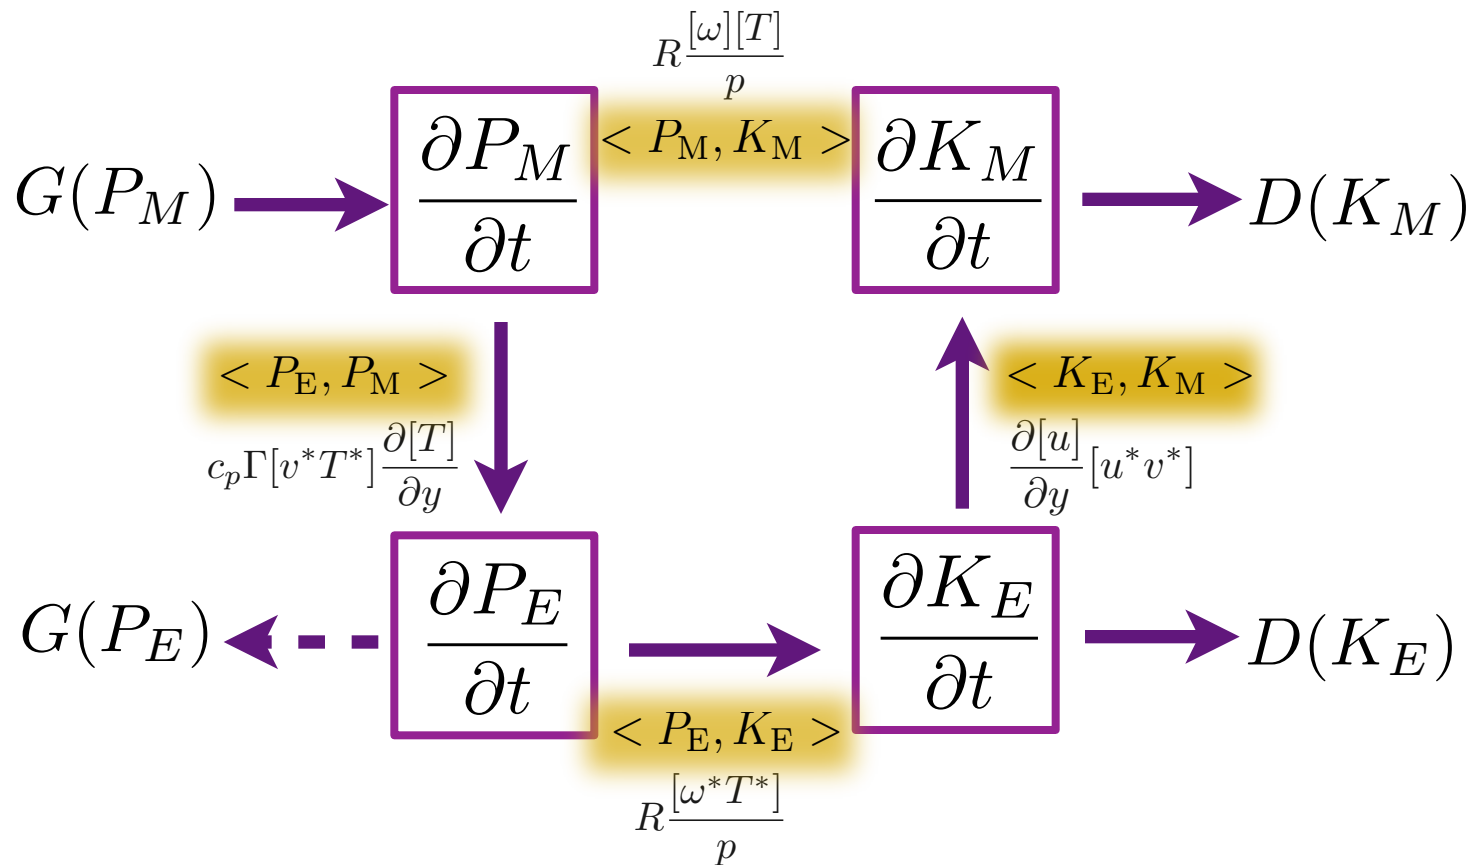 R [ω][T] / p
< P_M, K_M >
G(P_M)
∂P_M / ∂t
∂K_M / ∂t
D(K_M)
< P_E, P_M >
c_p Γ[v*T*] ∂[T] / ∂y
< K_E, K_M >
∂[u] / ∂y [u*v*]
G(P_E)
∂P_E / ∂t
∂K_E / ∂t
D(K_E)
< P_E, K_E >
R [ω*T*] / p